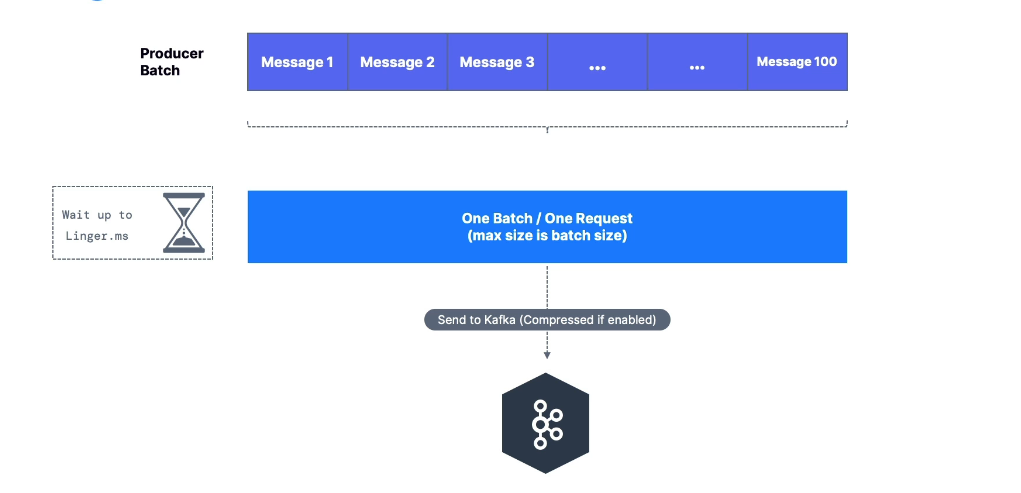 Producer
Batch
Message 1
Message 2
Message 3
...
...
Message 100
Wait up to
Linger.ms
One Batch / One Request
(max size is batch size)
Send to Kafka (Compressed if enabled)